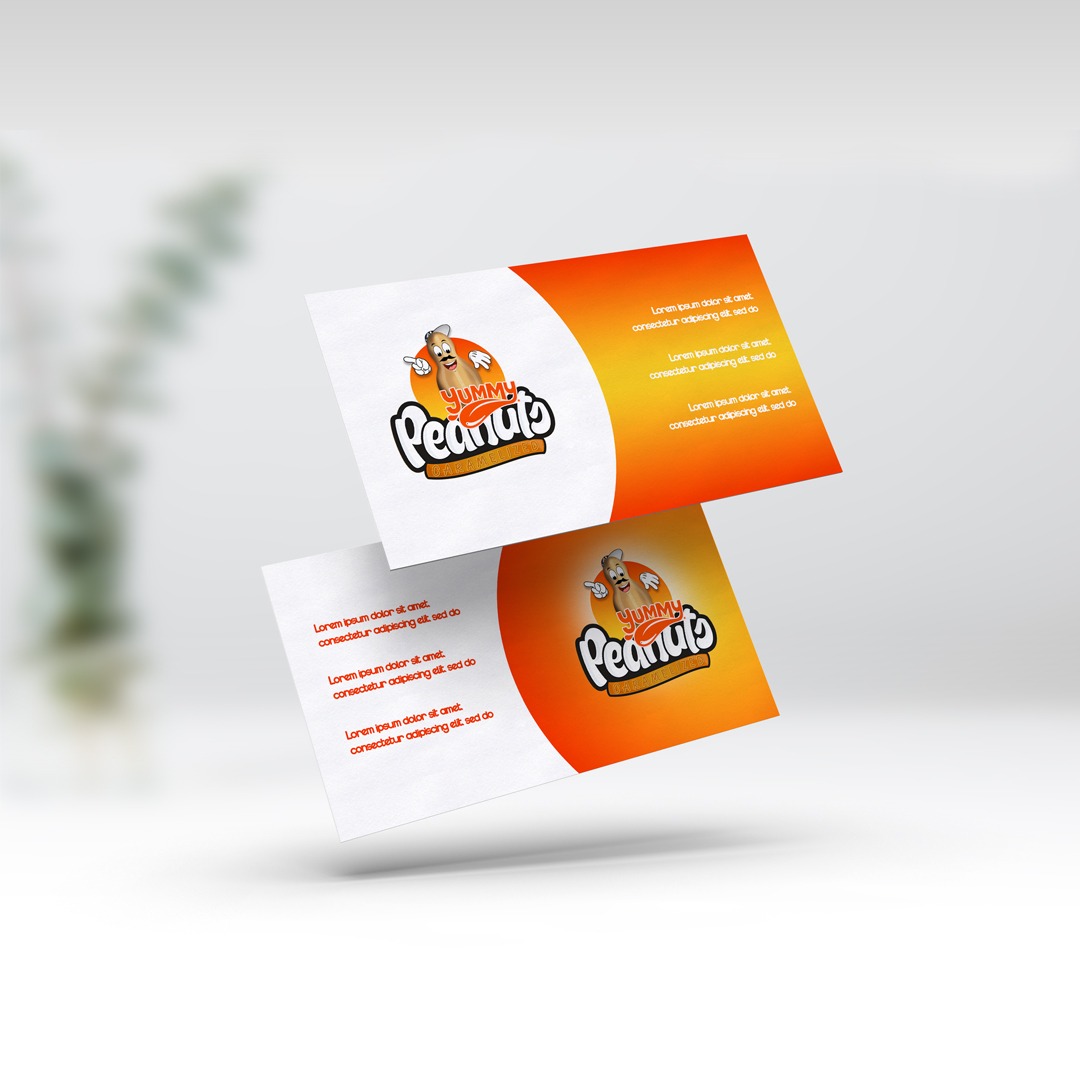 Yummy
Peanuts
CARAMELIZED
Lorem ipsum dolor sit amet,
consectetur adipiscing elit, sed do
Lorem ipsum dolor sit amet,
consectetur adipiscing elit, sed do
Lorem ipsum dolor sit amet,
consectetur adipiscing elit, sed do
Lorem ipsum dolor sit amet,
consectetur adipiscing elit, sed do
Lorem ipsum dolor sit amet,
consectetur adipiscing elit, sed do
Lorem ipsum dolor sit amet,
consectetur adipiscing elit, sed do
Yummy
Peanuts
CARAMELIZED